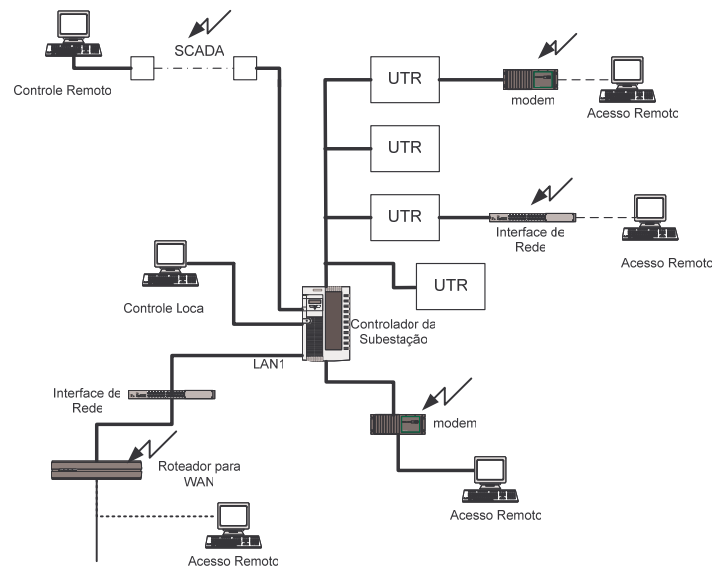 SCADA
Controle Remoto
UTR
modem
Acesso Remoto
UTR
UTR
Interface de
Rede
Acesso Remoto
UTR
Controle Loca
Controlador da
Subestação
LAN1
Interface de
Rede
modem
Roteador para
WAN
Acesso Remoto
Acesso Remoto